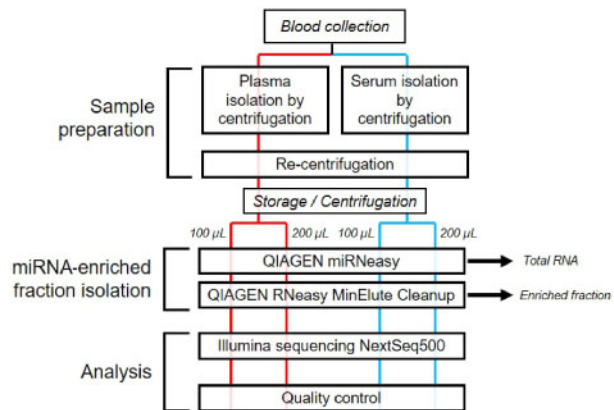 Blood collection
Plasma
isolation by
centrifugation
Serum isolation
by
centrifugation
Sample
preparation
Re-centrifugation
Storage / Centrifugation
100 µL
200 µL
100 µL
200 µL
miRNA-enriched
fraction isolation
QIAGEN miRNeasy
Total RNA
QIAGEN RNeasy MinElute Cleanup
Enriched fraction
Illumina sequencing NextSeq500
Analysis
Quality control